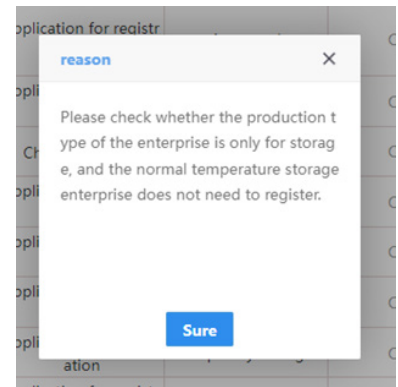 pplication for registr
reason
Please check whether the production t
ype of the enterprise is only for storag
e, and the normal temperature storage
enterprise does not need to register.
Sure
ation